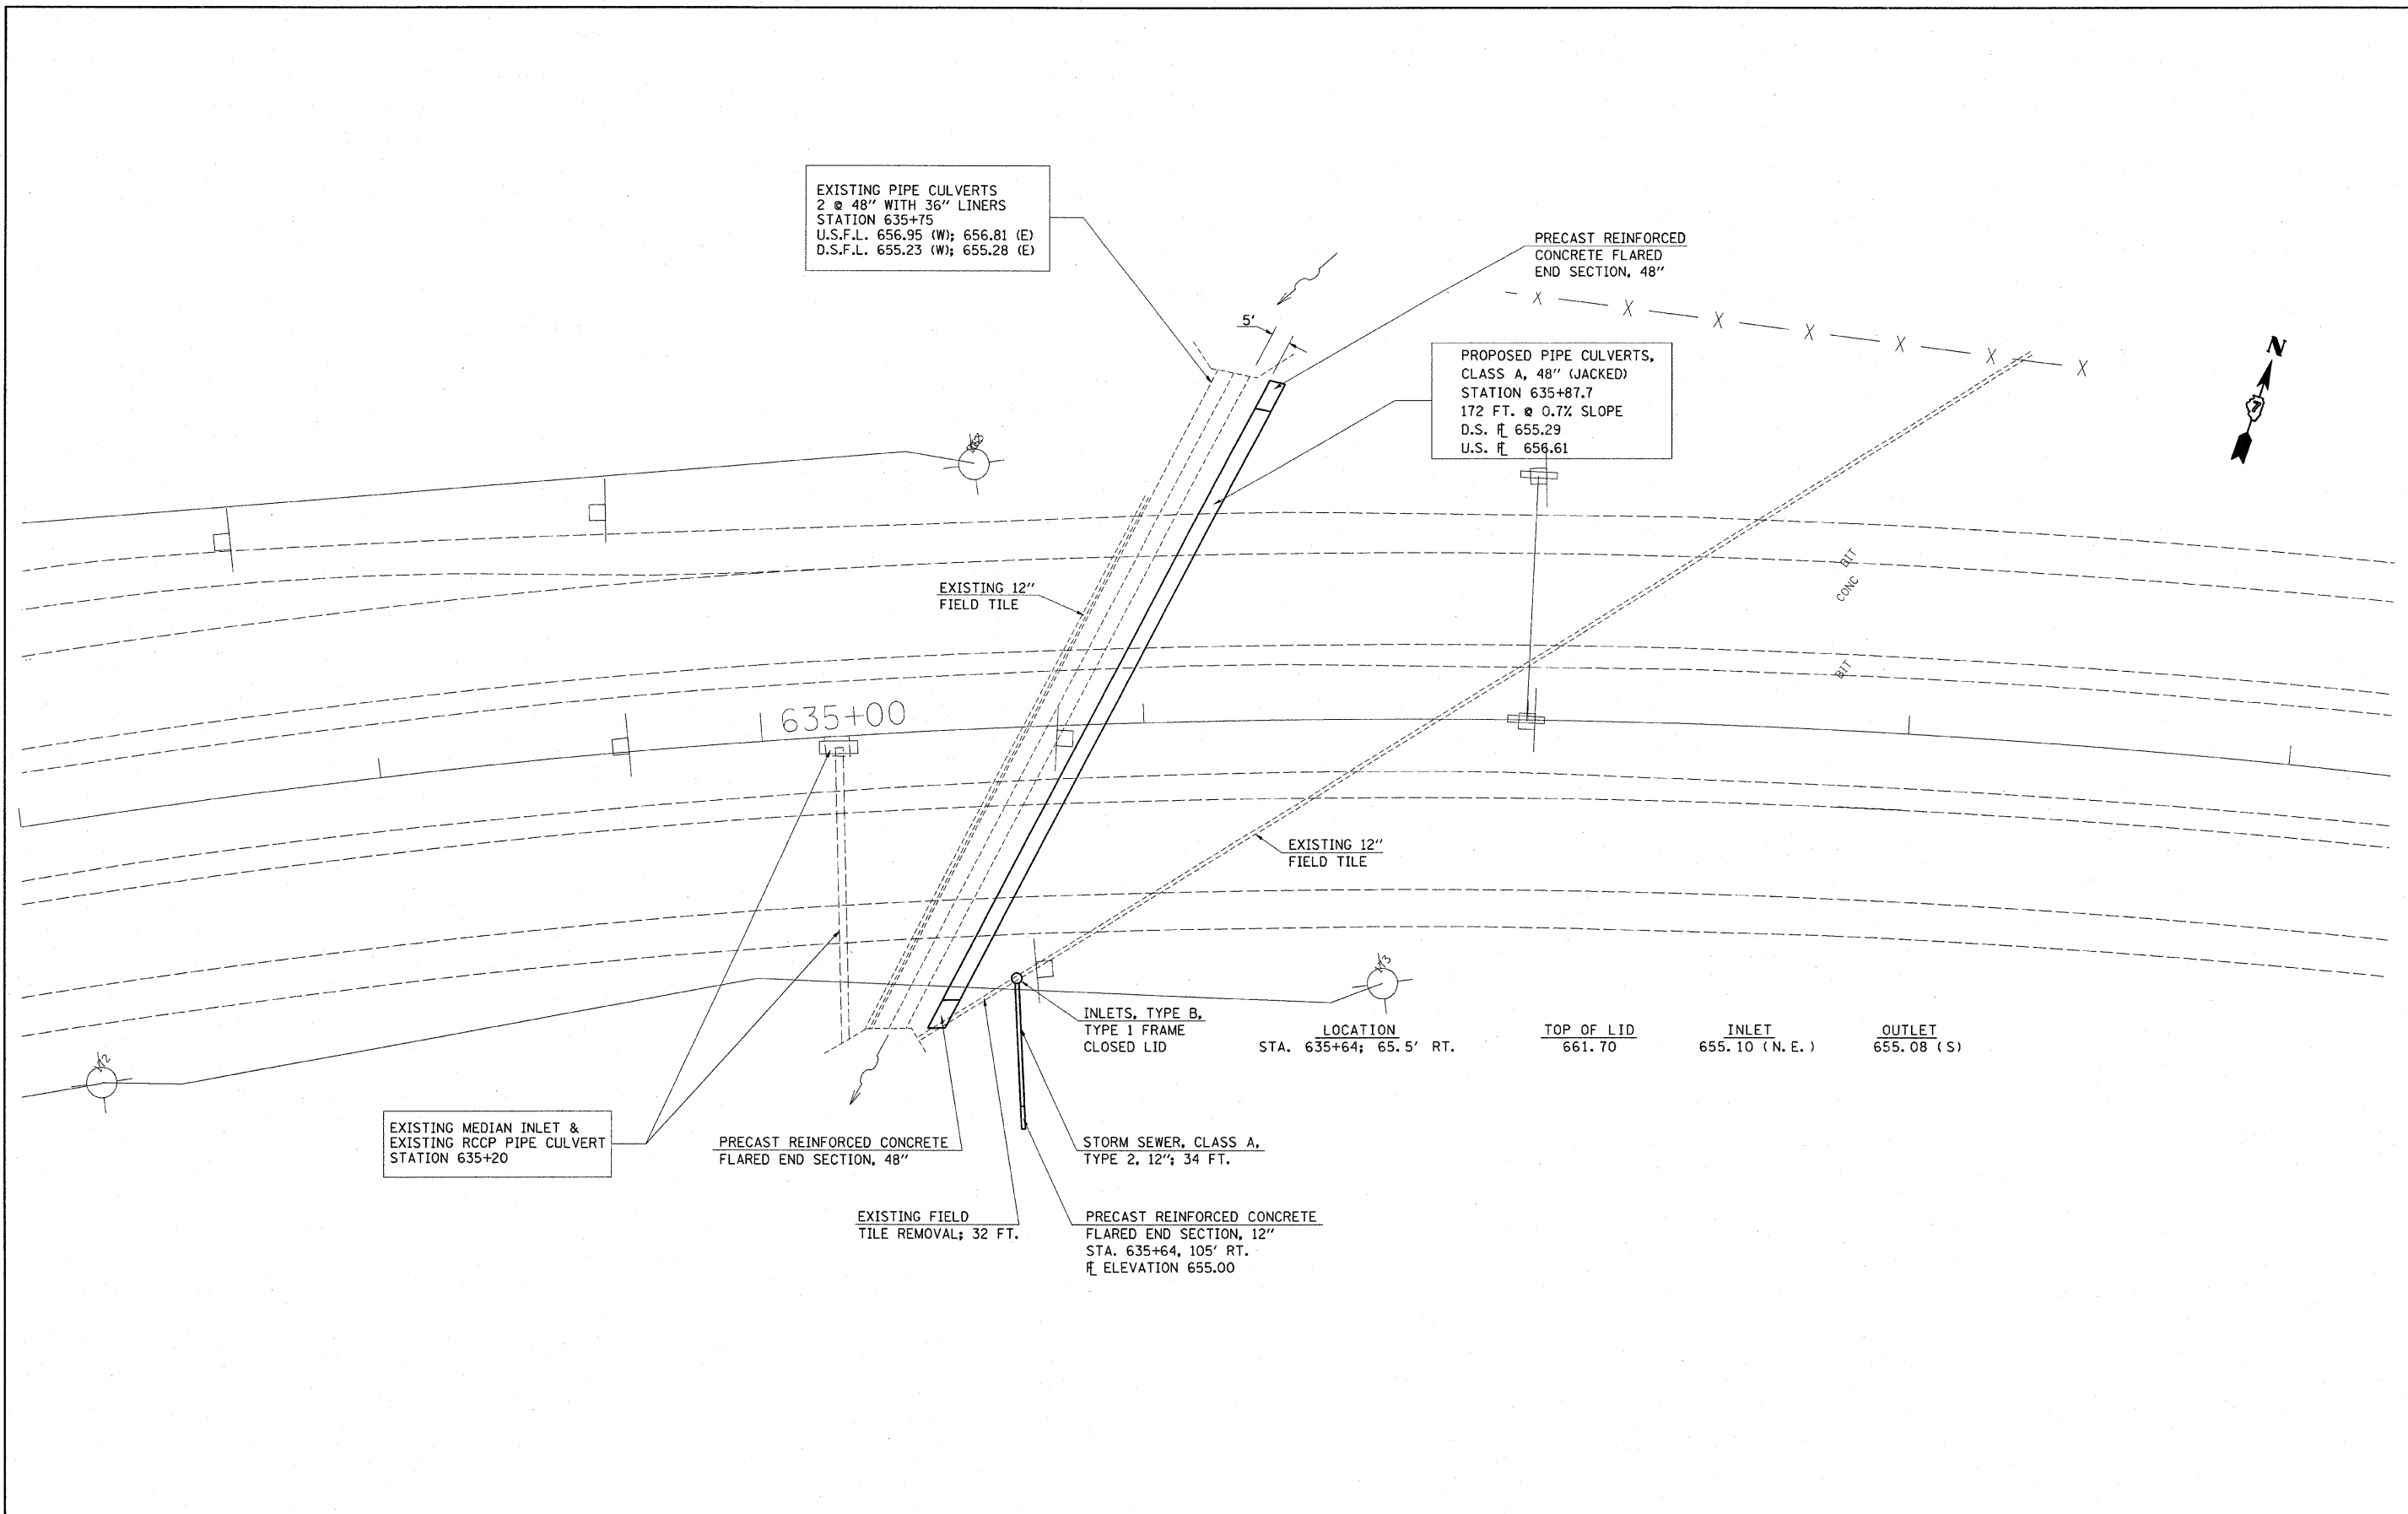 EXISTING PIPE CULVERTS
2 @ 48" WITH 36" LINERS
STATION 635+75
U.S.F.L. 656.95 (W); 656.81 (E)
D.S.F.L. 655.23 (W); 655.28 (E)
PRECAST REINFORCED
CONCRETE FLARED
END SECTION, 48"
5'
X X X X X X X
PROPOSED PIPE CULVERTS,
CLASS A, 48" (JACKED)
STATION 635+87.7
172 FT. @ 0.7% SLOPE
D.S. FL 655.29
U.S. FL 656.61
N
7
EXISTING 12"
FIELD TILE
BIT
CONC
BIT
635+00
EXISTING 12"
FIELD TILE
INLETS, TYPE B,
TYPE 1 FRAME
CLOSED LID
LOCATION
STA. 635+64; 65.5' RT.
TOP OF LID
661.70
INLET
655.10 (N.E.)
OUTLET
655.08 (S)
EXISTING MEDIAN INLET &
EXISTING RCCP PIPE CULVERT
STATION 635+20
PRECAST REINFORCED CONCRETE
FLARED END SECTION, 48"
STORM SEWER, CLASS A,
TYPE 2, 12"; 34 FT.
EXISTING FIELD
TILE REMOVAL; 32 FT.
PRECAST REINFORCED CONCRETE
FLARED END SECTION, 12"
STA. 635+64, 105' RT.
FL ELEVATION 655.00